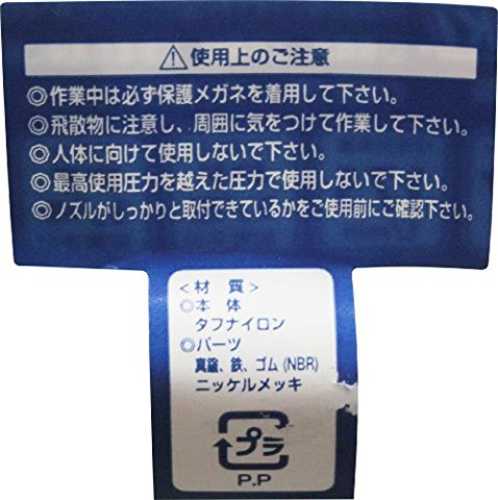 ⚠使用上のご注意
◎作業中は必ず保護メガネを着用して下さい。
◎飛散物に注意し、周囲に気をつけて作業して下さい。
◎人体に向けて使用しないで下さい。
◎最高使用圧力を越えた圧力で使用しないで下さい。
◎ノズルがしっかりと取付できているかをご使用前にご確認下さい。
<材 質>
◎本 体
タフナイロン
◎パーツ
真鍮、鉄、ゴム(NBR)
ニッケルメッキ
プラ
P.P